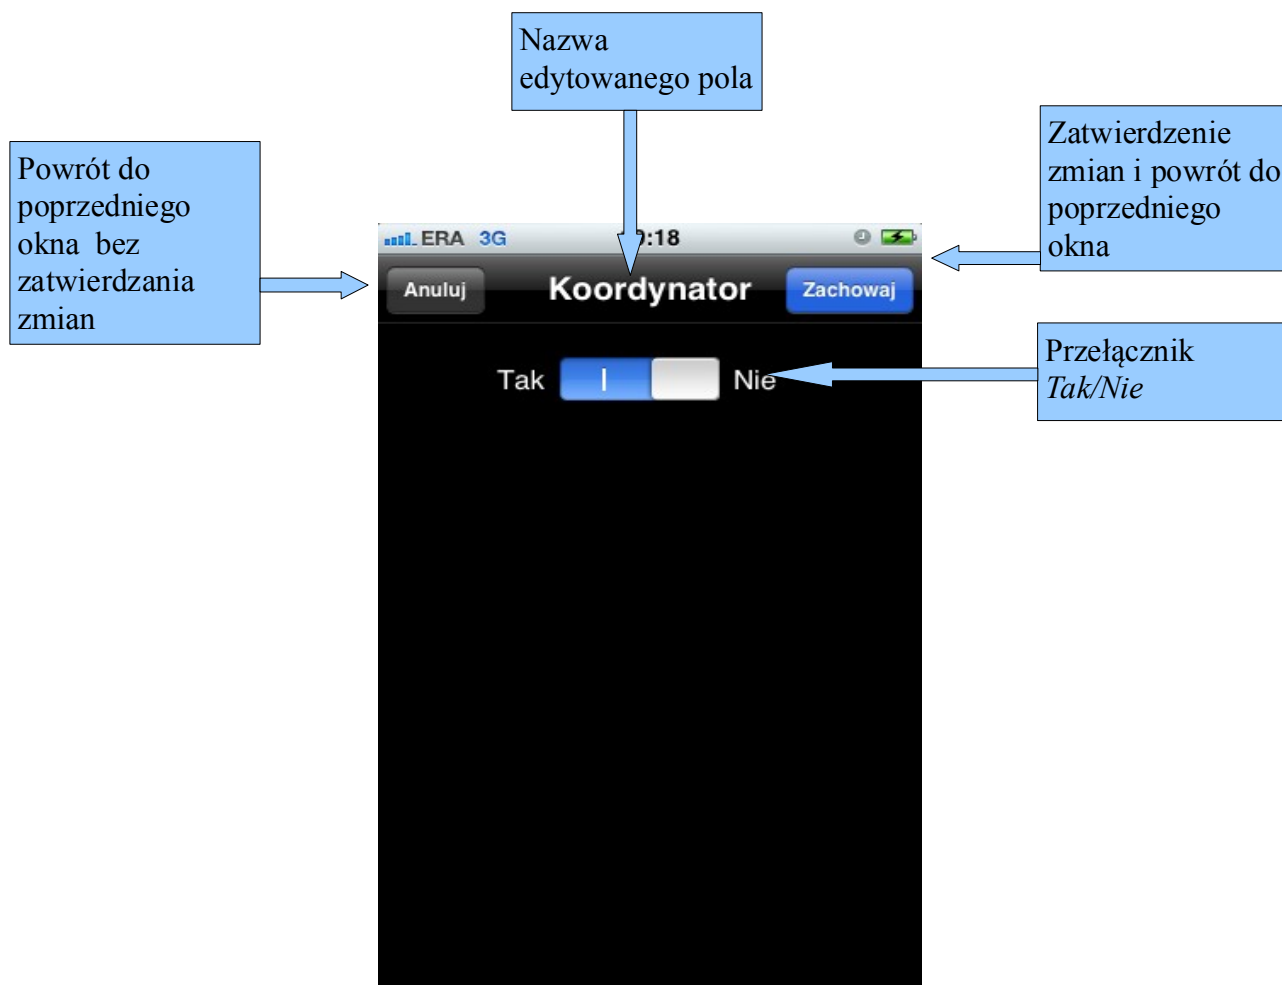 Nazwa
edytowanego pola
Zatwierdzenie
zmian i powrót do
poprzedniego
okna
Powrót do
poprzedniego
okna bez
zatwierdzania
zmian
ERA 3G
:18
Anuluj
Koordynator
Zachowaj
Tak
Nie
Przełącznik
Tak/Nie